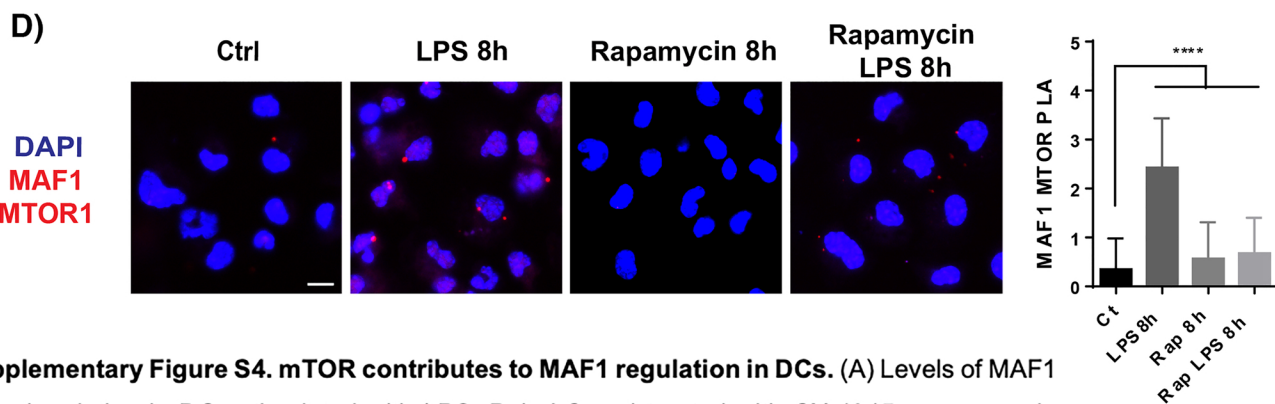 D)
Ctrl
LPS 8h
Rapamycin 8h
Rapamycin
LPS 8h
DAPI
MAF1
MTOR1
MAF1 MTOR PLA
5
4
3
2
1
0
****
Ct
LPS 8h
Rap 8h
Rap LPS 8h
pplementary Figure S4. mTOR contributes to MAF1 regulation in DCs. (A) Levels of MAF1